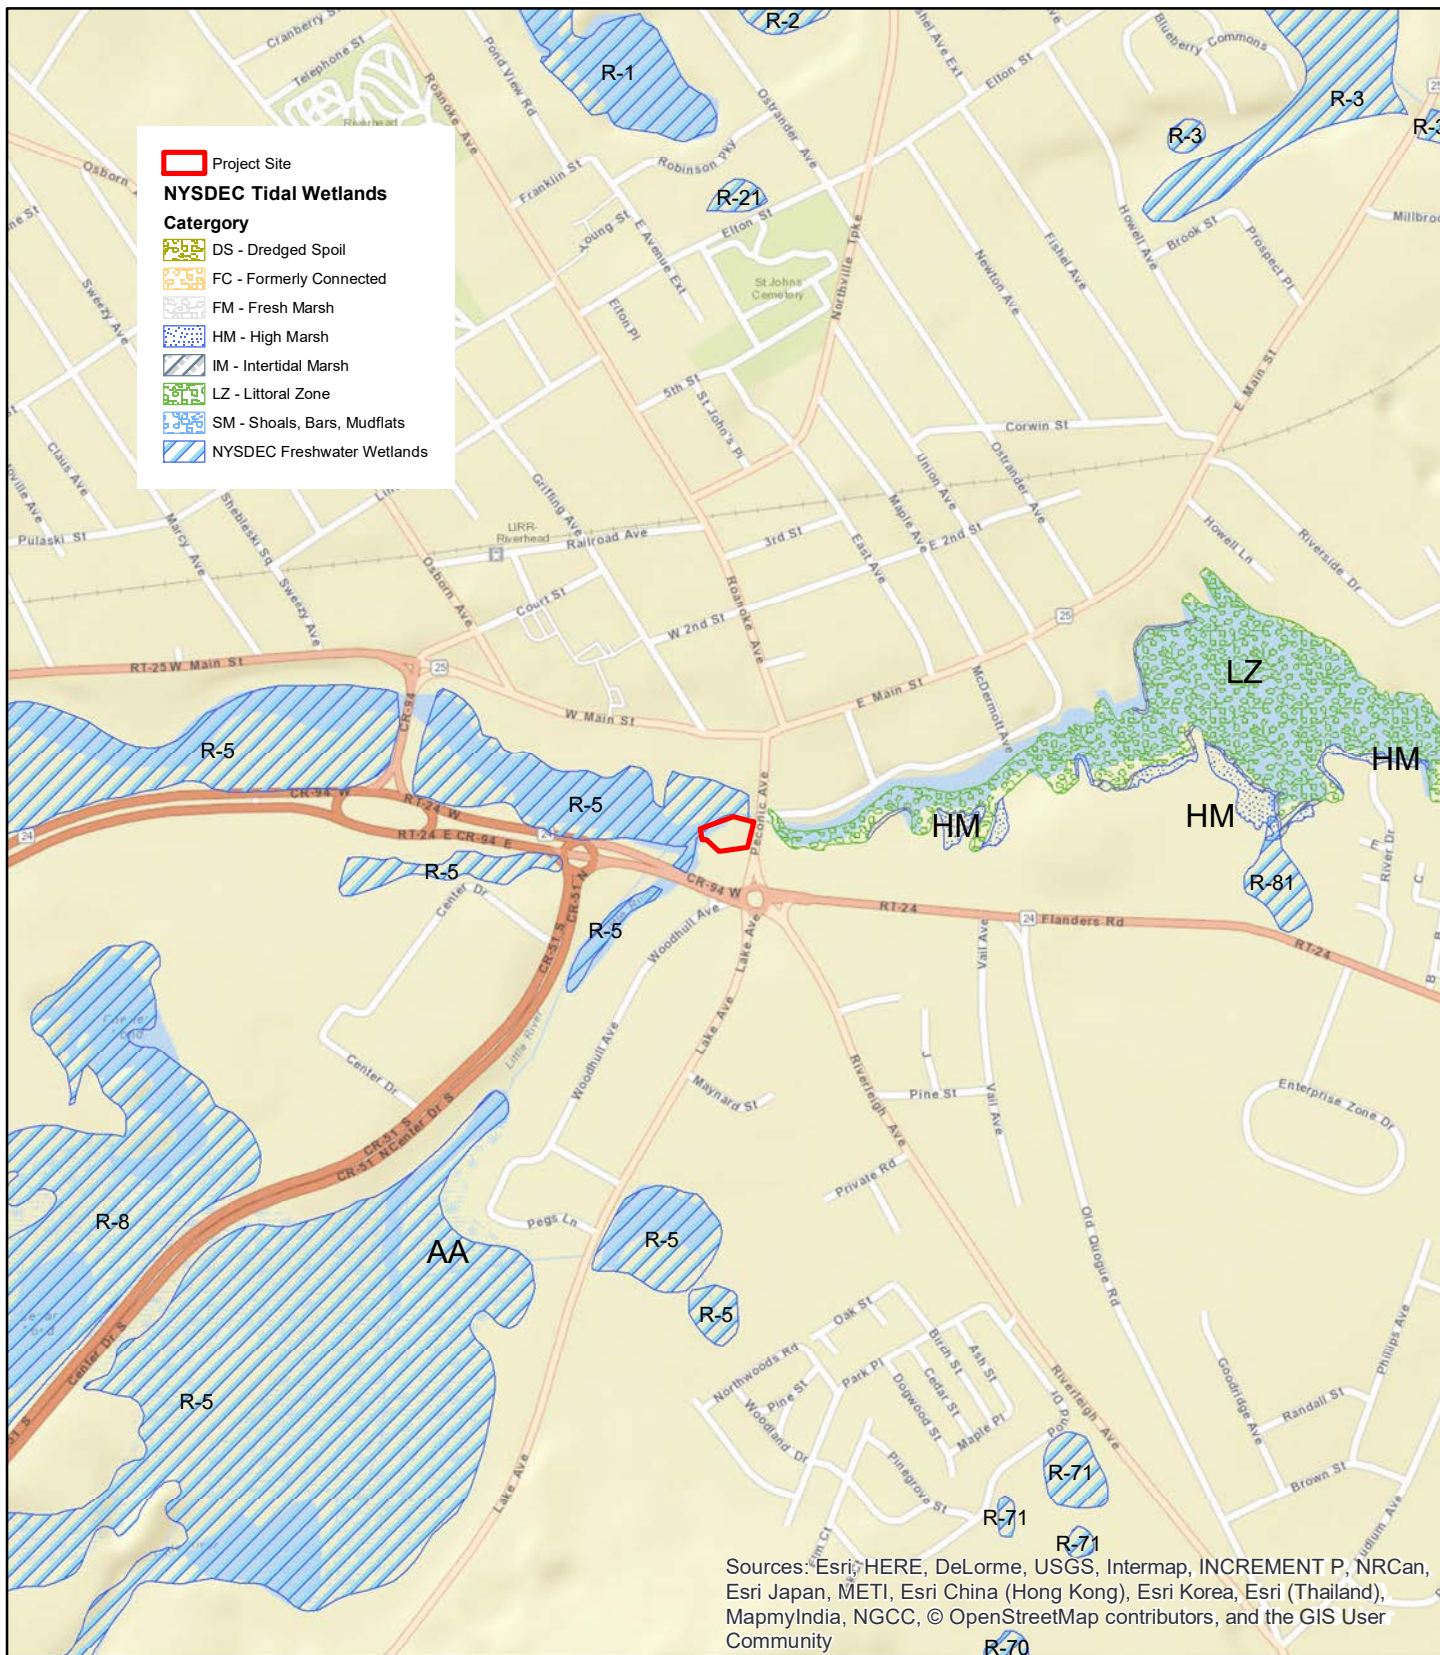 Project Site
NYSDEC Tidal Wetlands
Catergory
DS - Dredged Spoil
FC - Formerly Connected
FM - Fresh Marsh
HM - High Marsh
IM - Intertidal Marsh
LZ - Littoral Zone
SM - Shoals, Bars, Mudflats
NYSDEC Freshwater Wetlands
Cranberry St
Telephone St
Pond View Rd
Roanoke Ave
R-1
R-2
Ostrander Ave
Elton St
Blueberry Commons
R-3
R-3
25
Riverhead
Osborn
Franklin St
Robinson Pky
R-21
Elton St
Young St
E Avenue Ext
Elton Pl
St Johns
Cemetery
Northville Tpke
Newton Ave
Fishel Ave
Howell Ave
Brook St
Prospect Pl
Sweezy Ave
Claus Ave
Pulaski St
Marcy Ave
Shebleski Sq
Sweezy Ave
5th St
St John's Pl
Griffing Ave
LIRR-
Riverhead
Railroad Ave
3rd St
Corwin St
Union Ave
Maple Ave
Ostrander Ave
E 2nd St
East Ave
E Main St
Howell Ln
Riverside Dr
Osborn Ave
Court St
W 2nd St
Roanoke Ave
25
RT-25 W Main St
25
CR-94
W Main St
E Main St
McDermott Ave
LZ
HM
HM
HM
R-5
R-5
R-5
R-5
CR-94 W
RT-24 W
24
24
RT-24 E CR-94 E
Peconic Ave
CR-94 W
CR-51 N
CR-51 S
Center Dr
Woodhull Ave
Lake Ave
RT-24
24
Flanders Rd
RT-24
R-81
River Dr
E
C
B
B
Vail Ave
Little River
Center Dr
Woodhull Ave
Lake Ave
Maynard St
Riverleigh Ave
J
Pine St
Vail Ave
Enterprise Zone Dr
CR-51 S
CR-51 N Center Dr S
Private Rd
Old Quogue Rd
R-8
AA
Pegs Ln
R-5
R-5
Center Dr S
R-5
Oak St
Northwoods Rd
Park Pl
Birch St
Ash St
Cedar St
Dogwood St
Maple Pl
Pine St
Woodland Dr
Pinegrove St
Pond Dr
Riverleigh Ave
Goodridge Ave
Randall St
Phillips Ave
Brown St
Lake Ave
Elm Ct
R-71
R-71
R-71
R-70
Sources: Esri, HERE, DeLorme, USGS, Intermap, INCREMENT P, NRCan,
Esri Japan, METI, Esri China (Hong Kong), Esri Korea, Esri (Thailand),
MapmyIndia, NGCC, © OpenStreetMap contributors, and the GIS User
Community